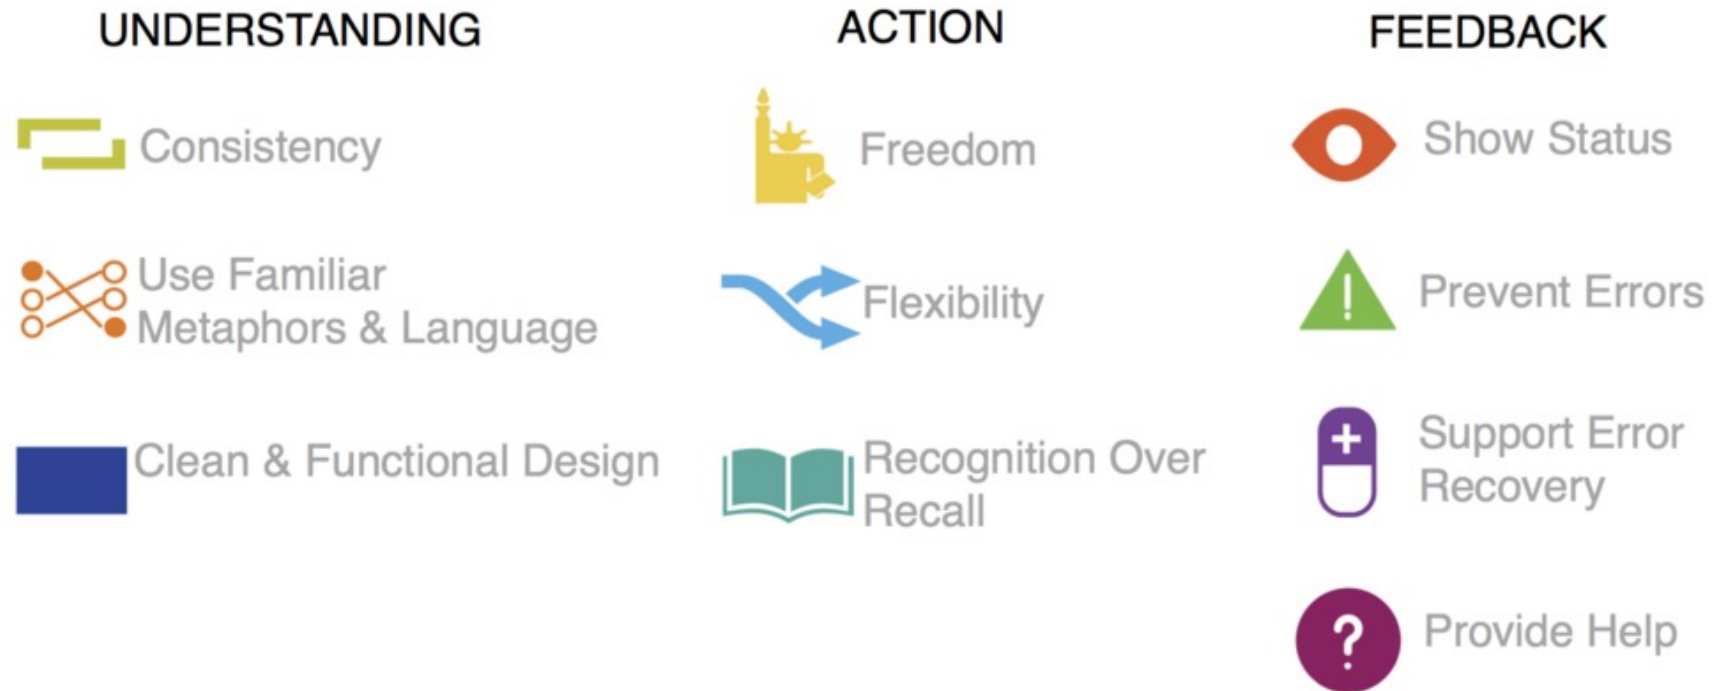 UNDERSTANDING
Consistency
Use Familiar
Metaphors & Language
Clean & Functional Design
ACTION
Freedom
Flexibility
Recognition Over
Recall
FEEDBACK
Show Status
!
Prevent Errors
+
Support Error
Recovery
?
Provide Help